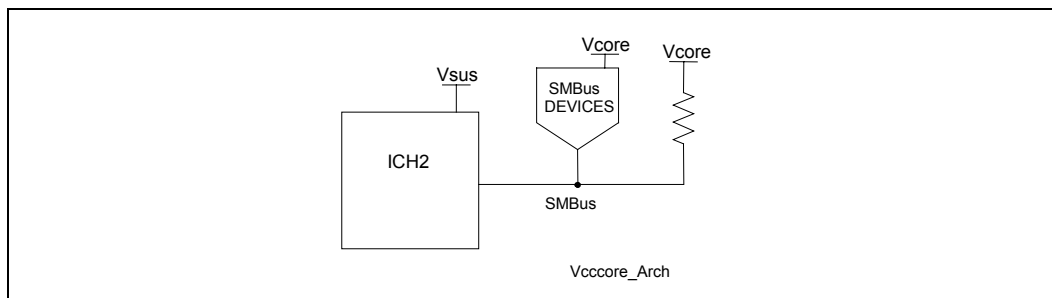 Vcore
Vcore
Vsus
SMBus
DEVICES
ICH2
SMBus
Vcccore_Arch